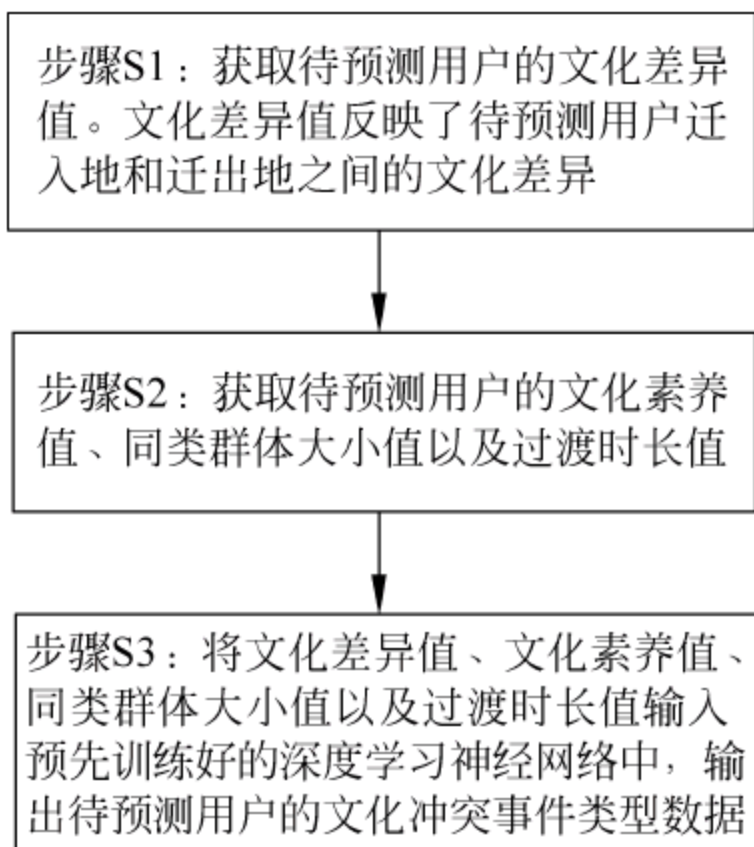 步骤S1：获取待预测用户的文化差异
值。文化差异值反映了待预测用户迁
入地和迁出地之间的文化差异
步骤S2：获取待预测用户的文化素养
值、同类群体大小值以及过渡时长值
步骤S3：将文化差异值、文化素养值、
同类群体大小值以及过渡时长值输入
预先训练好的深度学习神经网络中，输
出待预测用户的文化冲突事件类型数据